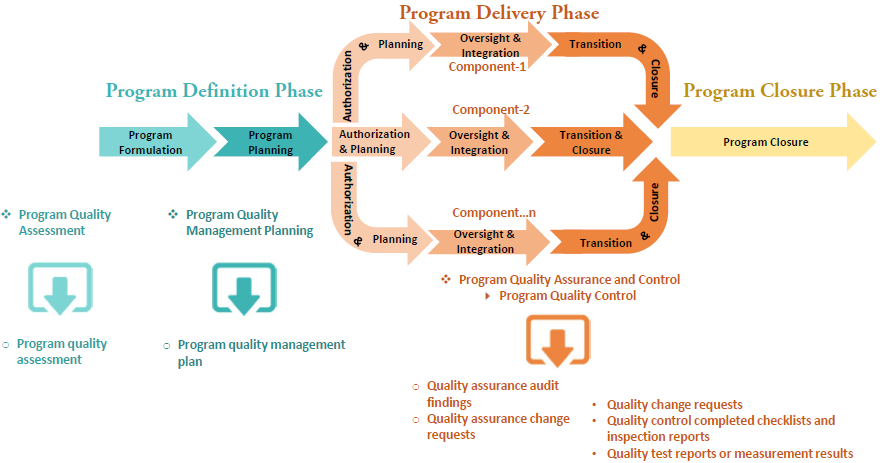 Program Delivery Phase
Authorization & Planning
Oversight &
Integration
Transition & Closure
Component-1
Program Definition Phase
Program Closure Phase
Component-2
Program
Formulation
Program
Planning
Authorization
& Planning
Oversight &
Integration
Transition &
Closure
Program Closure
Component...n
Authorization & Planning
Oversight &
Integration
Transition & Closure
❖ Program Quality
Assessment
❖ Program Quality
Management Planning
❖ Program Quality Assurance and Control
Program Quality Control
○ Program quality
assessment
○ Program quality management
plan
○ Quality assurance audit
findings
○ Quality assurance change
requests
• Quality change requests
• Quality control completed checklists and
inspection reports
• Quality test reports or measurement results